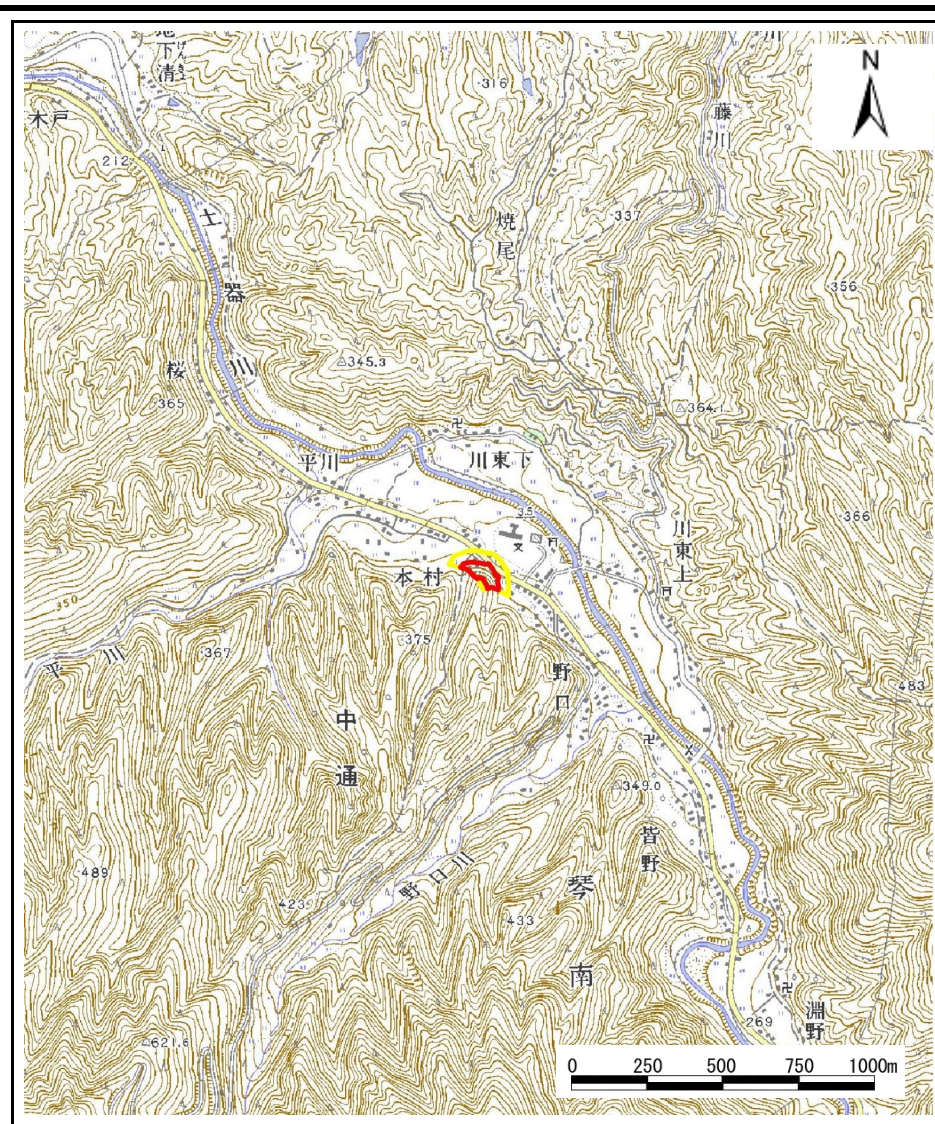 地下清
木戸
212
土器川
316
藤川
川
N
337
焼尾
356
桜
365
345.3
364.1
平川
川東下
366
川東上
本村
350
平川
367
375
野口
483
中通
349.0
皆野
489
423
野口川
433
琴南
淵野
269
621.6
0 250 500 750 1000m